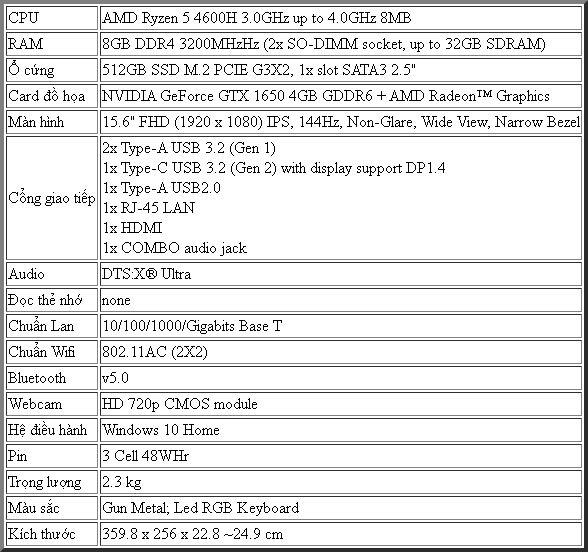 CPU AMD Ryzen 5 4600H 3.0GHz up to 4.0GHz 8MB
RAM 8GB DDR4 3200MHzHz (2x SO-DIMM socket, up to 32GB SDRAM)
Ổ cứng 512GB SSD M.2 PCIE G3X2, 1x slot SATA3 2.5"
Card đồ họa NVIDIA GeForce GTX 1650 4GB GDDR6 + AMD Radeon™ Graphics
Màn hình 15.6" FHD (1920 x 1080) IPS, 144Hz, Non-Glare, Wide View, Narrow Bezel
Cổng giao tiếp 2x Type-A USB 3.2 (Gen 1)
1x Type-C USB 3.2 (Gen 2) with display support DP1.4
1x Type-A USB2.0
1x RJ-45 LAN
1x HDMI
1x COMBO audio jack
Audio DTS:X® Ultra
Đọc thẻ nhớ none
Chuẩn Lan 10/100/1000/Gigabits Base T
Chuẩn Wifi 802.11AC (2X2)
Bluetooth v5.0
Webcam HD 720p CMOS module
Hệ điều hành Windows 10 Home
Pin 3 Cell 48WHr
Trọng lượng 2.3 kg
Màu sắc Gun Metal, Led RGB Keyboard
Kích thước 359.8 x 256 x 22.8 ~24.9 cm